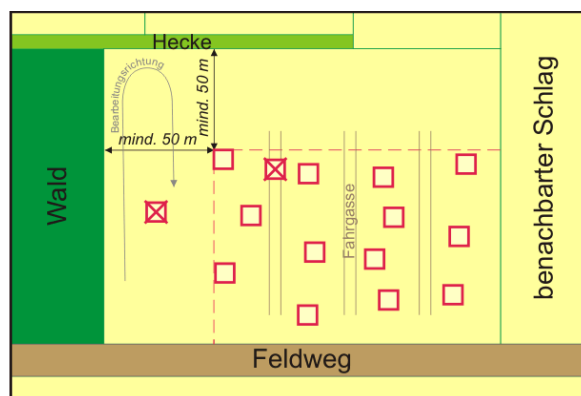 Hecke
Bearbeitungsrichtung
mind. 50 m
mind. 50 m
Wald
Fahrgasse
benachbarter Schlag
Feldweg